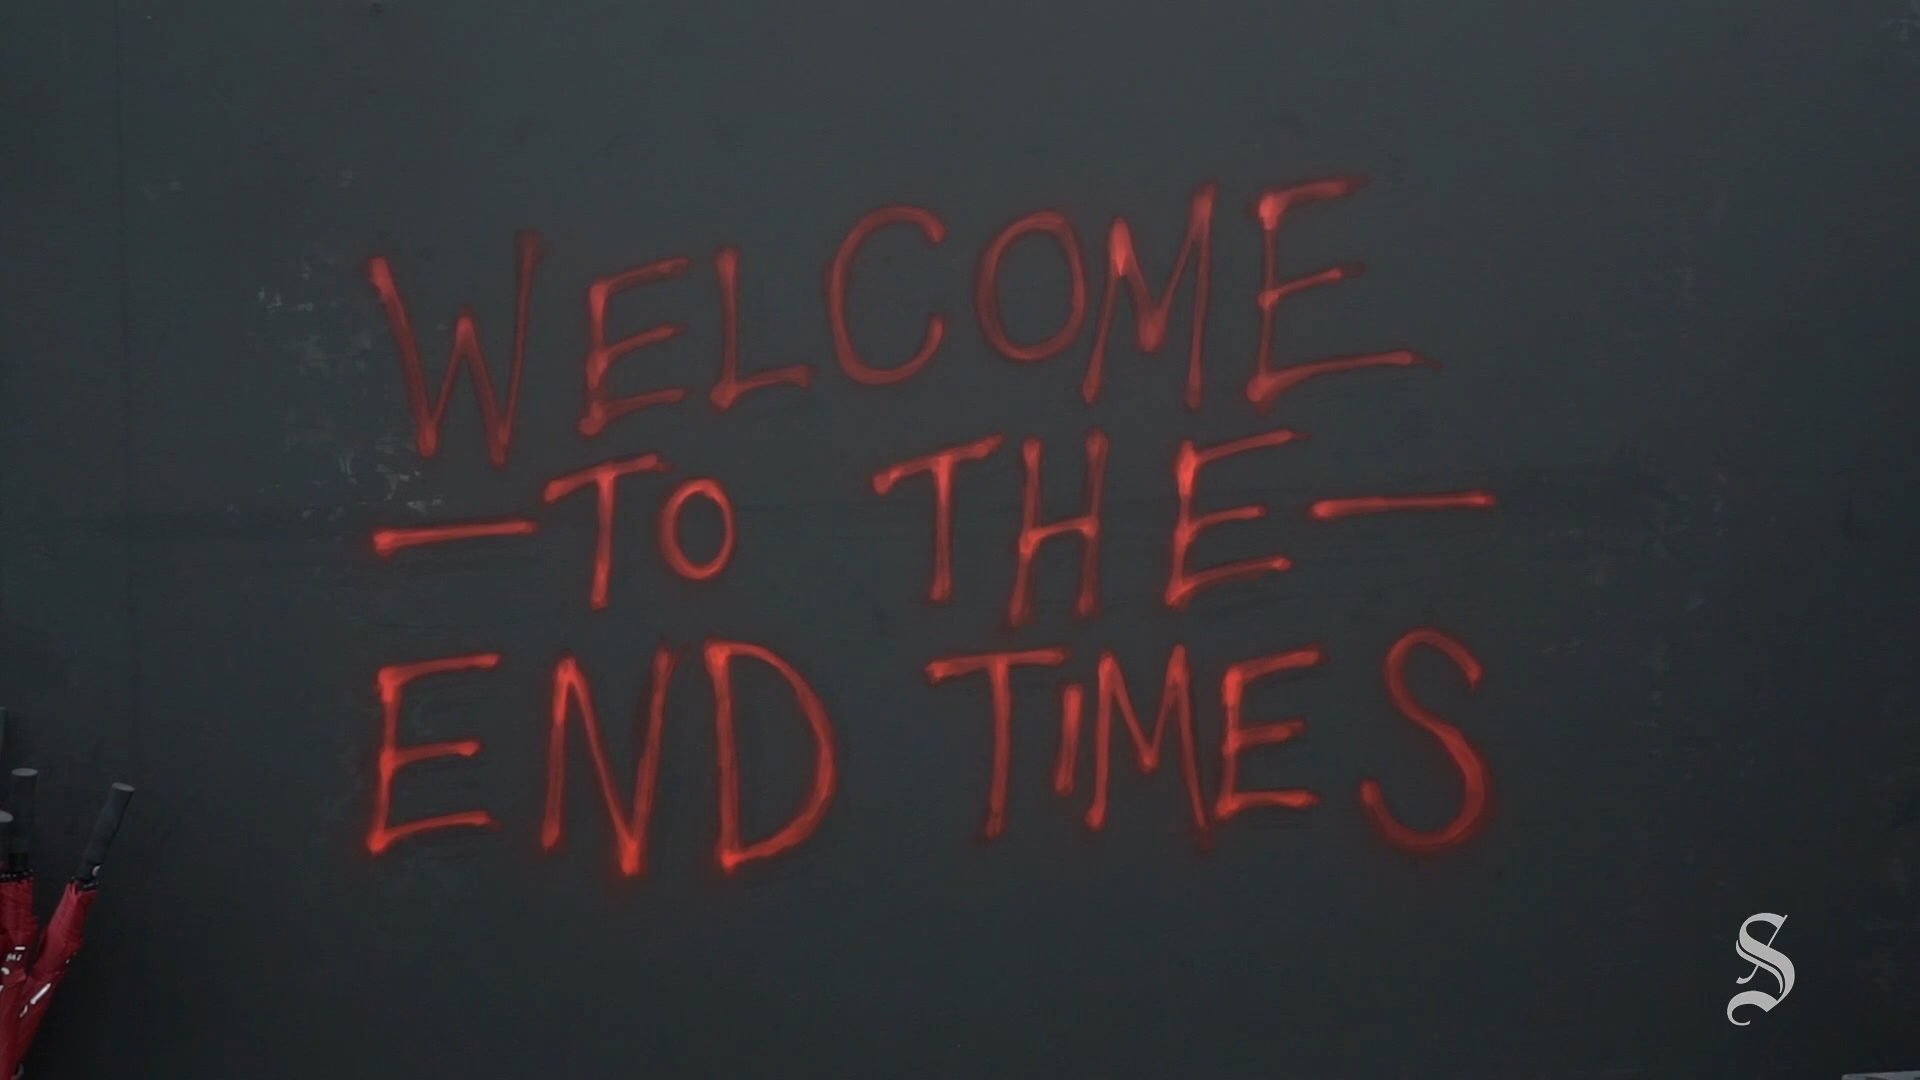 WELCOME
—TO THE—
END TIMES
S